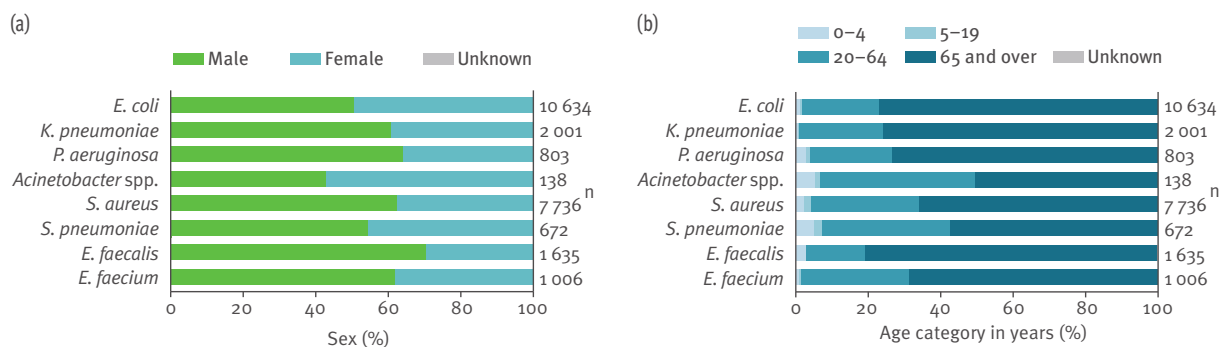 (a)
Male Female Unknown
E. coli 10 634
K. pneumoniae 2 001
P. aeruginosa 803
Acinetobacter spp. 138
n
S. aureus 7 736
S. pneumoniae 672
E. faecalis 1 635
E. faecium 1 006
0 20 40 60 80 100
Sex (%)
(b)
0–4 5–19
20–64 65 and over Unknown
E. coli 10 634
K. pneumoniae 2 001
P. aeruginosa 803
Acinetobacter spp. 138
n
S. aureus 7 736
S. pneumoniae 672
E. faecalis 1 635
E. faecium 1 006
0 20 40 60 80 100
Age category in years (%)